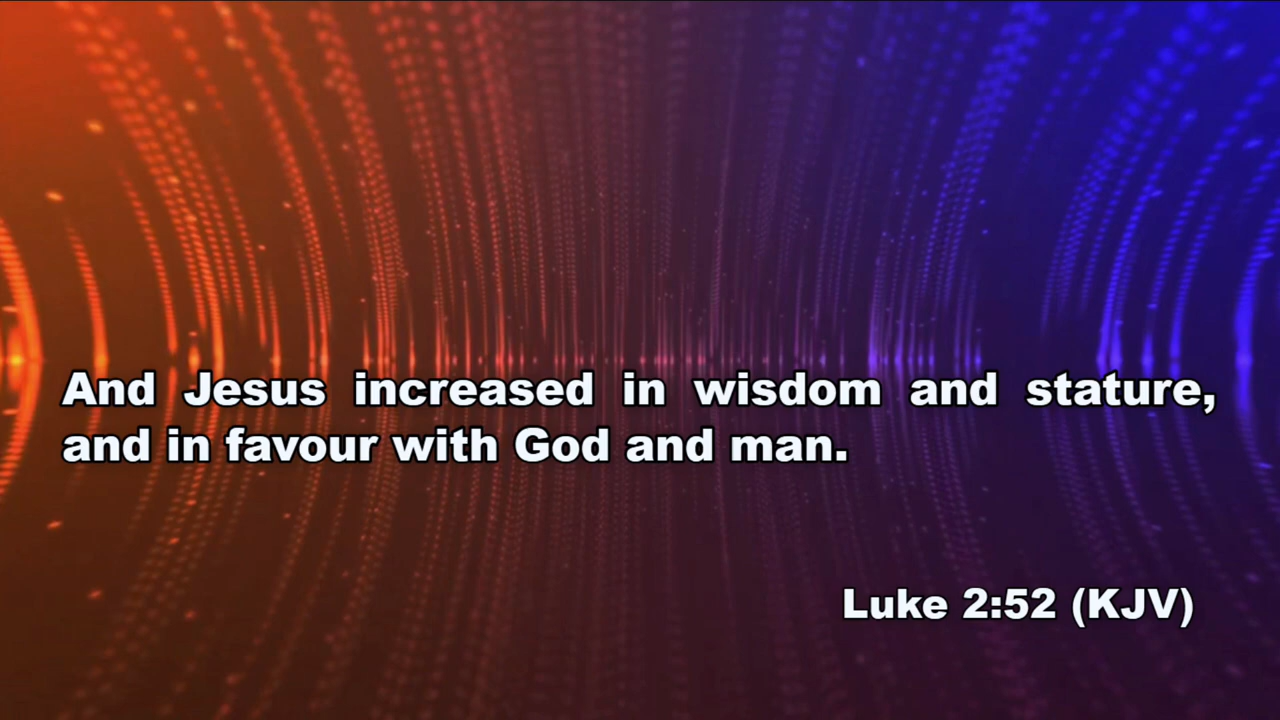 And Jesus increased in wisdom and stature,
and in favour with God and man.
Luke 2:52 (KJV)